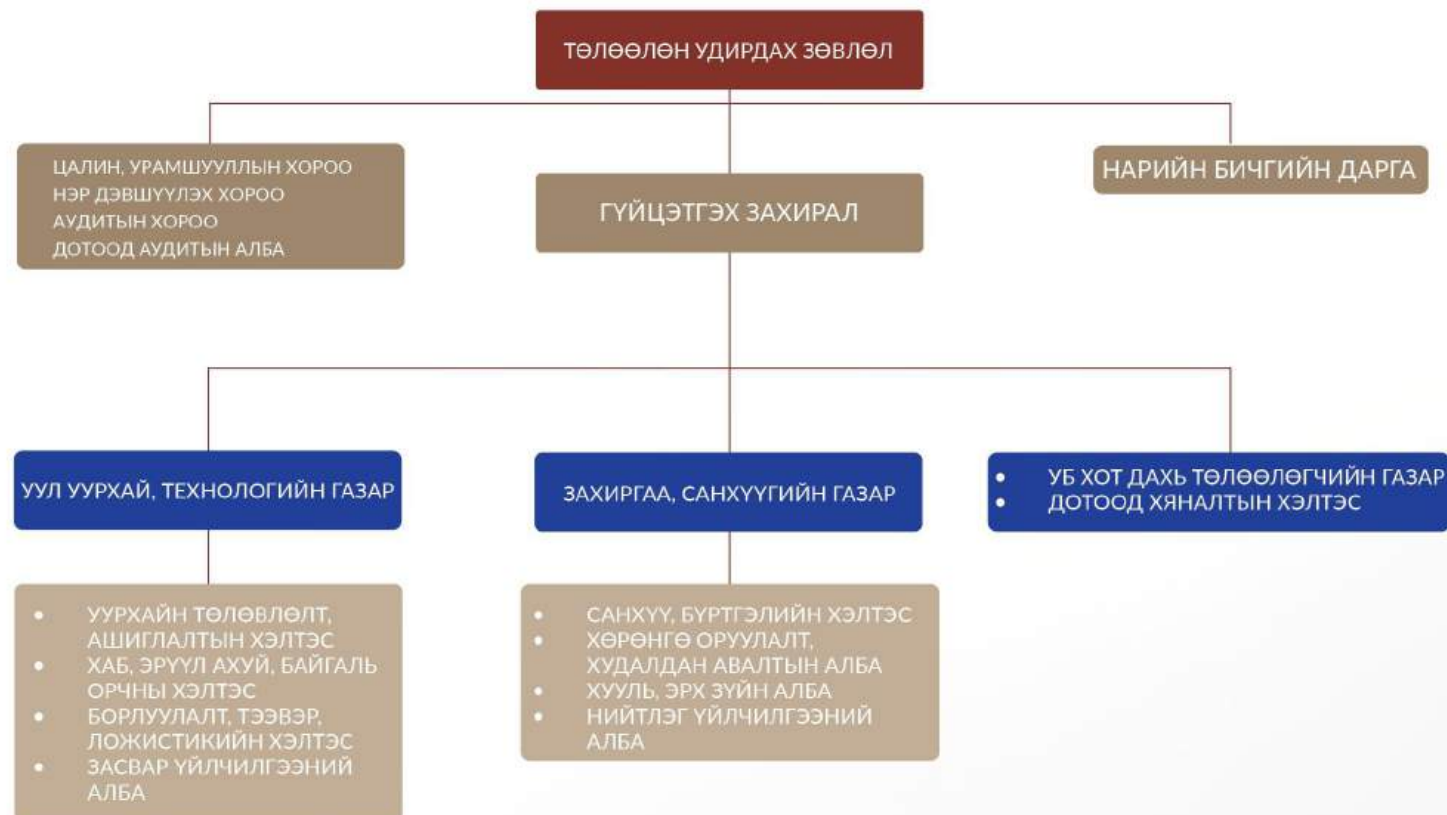 ТӨЛӨӨЛӨН УДИРДАХ ЗӨВЛӨЛ
ЦАЛИН, УРАМШУУЛЛЫН ХОРОО
НЭР ДЭВШҮҮЛЭХ ХОРОО
АУДИТЫН ХОРОО
ДОТООД АУДИТЫН АЛБА
ГҮЙЦЭТГЭХ ЗАХИРАЛ
НАРИЙН БИЧГИЙН ДАРГА
УУЛ УУРХАЙ, ТЕХНОЛОГИЙН ГАЗАР
ЗАХИРГАА, САНХҮҮГИЙН ГАЗАР
• УБ ХОТ ДАХЬ ТӨЛӨӨЛӨГЧИЙН ГАЗАР
• ДОТООД ХЯНАЛТЫН ХЭЛТЭС
• УУРХАЙН ТӨЛӨВЛӨЛТ,
АШИГЛАЛТЫН ХЭЛТЭС
• ХАБ, ЭРҮҮЛ АХУЙ, БАЙГАЛЬ
ОРЧНЫ ХЭЛТЭС
• БОРЛУУЛАЛТ, ТЭЭВЭР,
ЛОЖИСТИКИЙН ХЭЛТЭС
• ЗАСВАР ҮЙЛЧИЛГЭЭНИЙ
АЛБА
• САНХҮҮ, БҮРТГЭЛИЙН ХЭЛТЭС
• ХӨРӨНГӨ ОРУУЛАЛТ,
ХУДАЛДАН АВАЛТЫН АЛБА
• ХУУЛЬ, ЭРХ ЗҮЙН АЛБА
• НИЙТЛЭГ ҮЙЛЧИЛГЭЭНИЙ
АЛБА